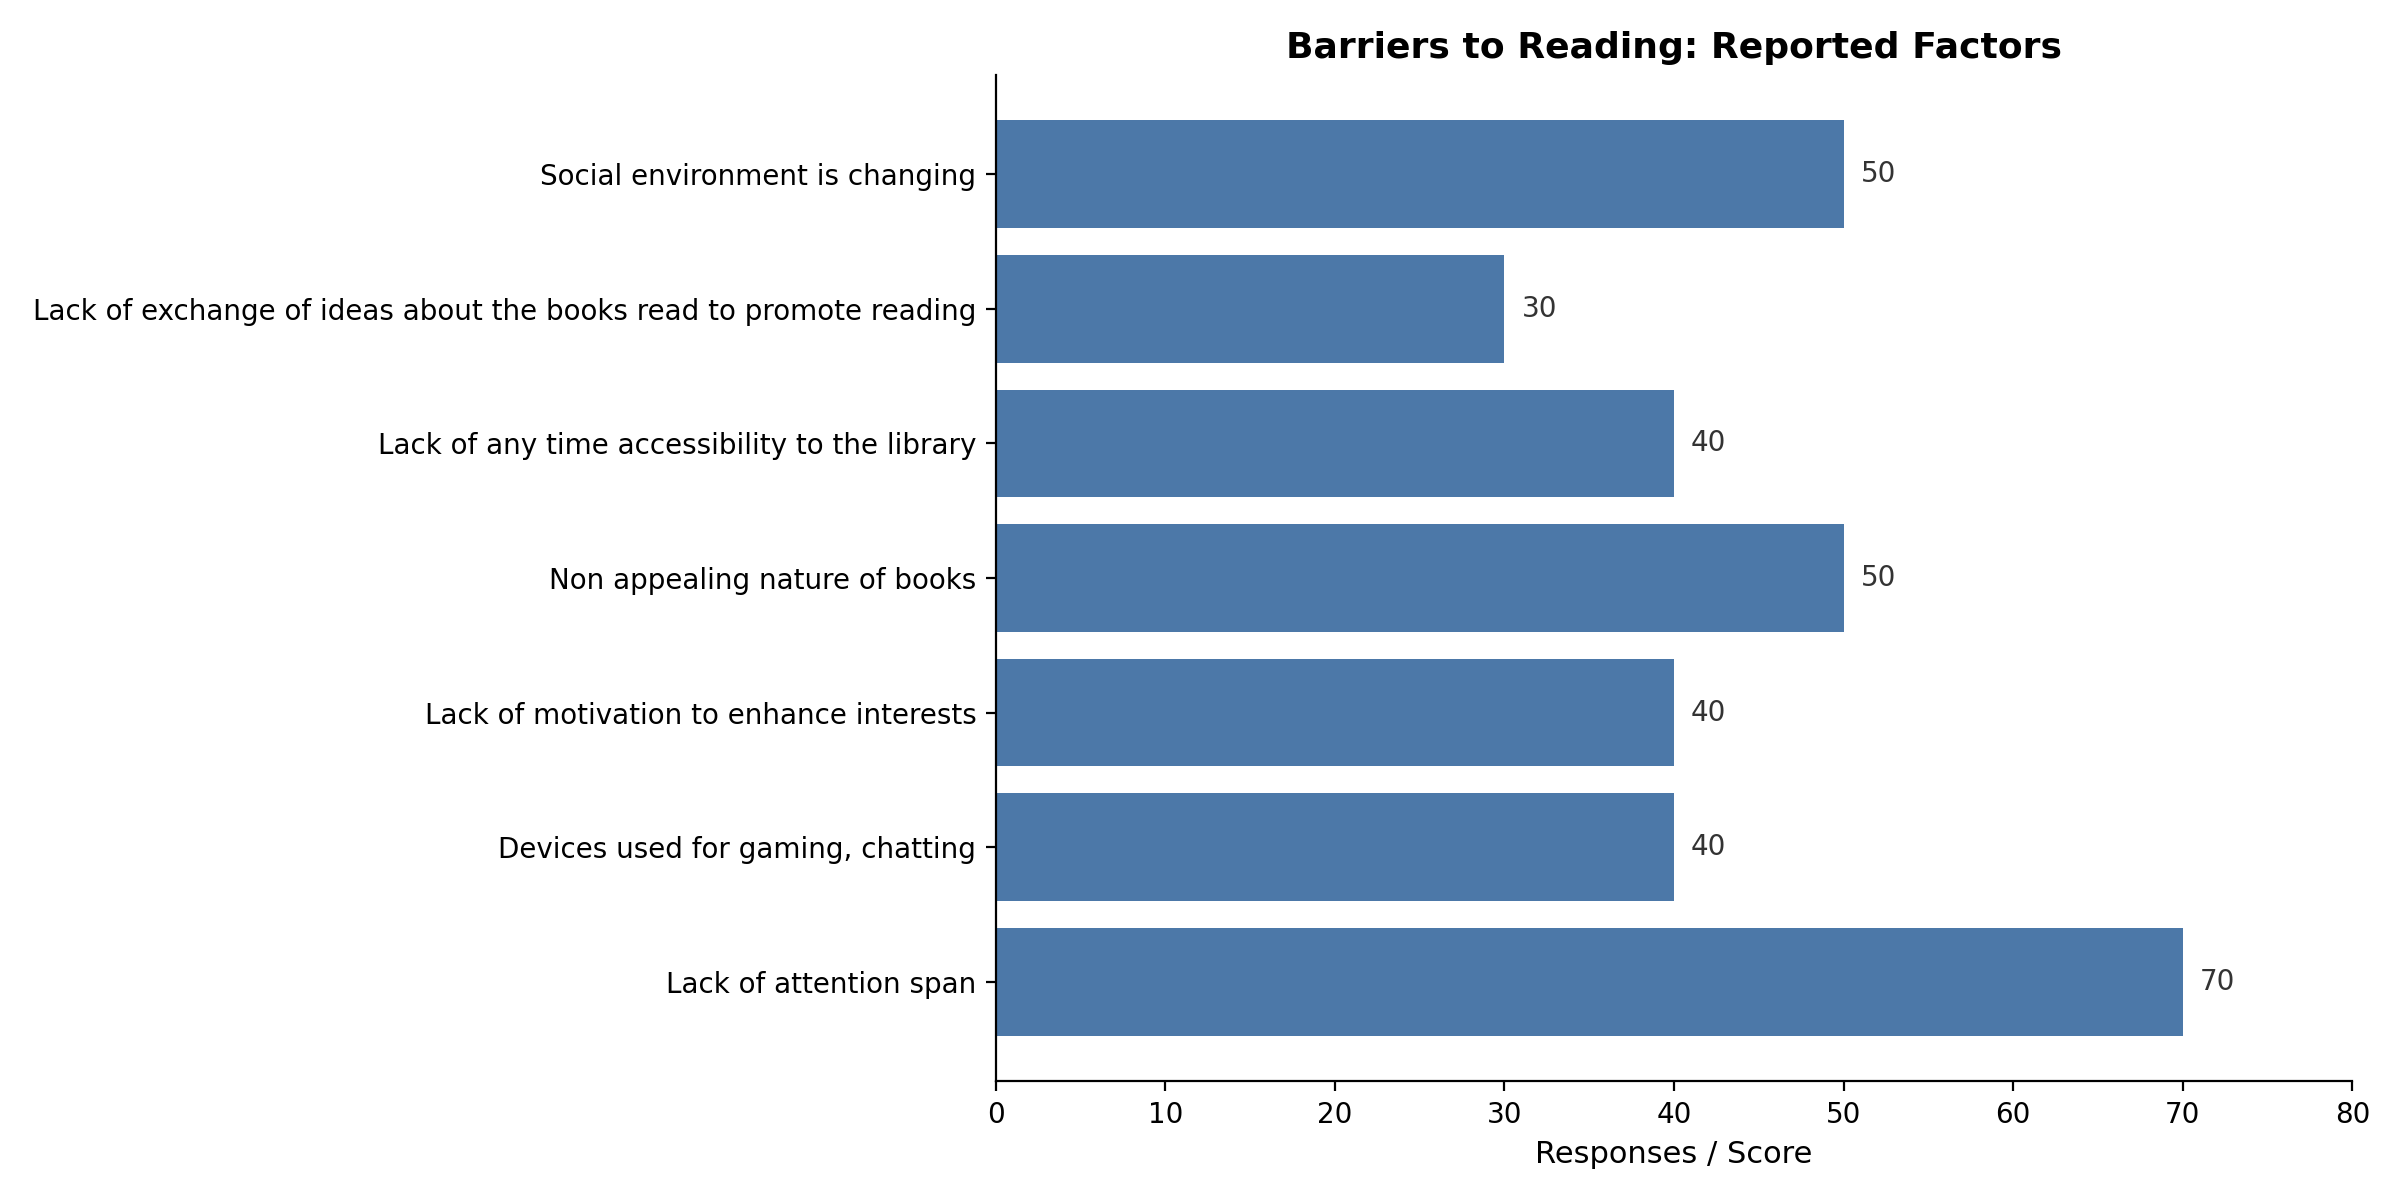 Barriers to Reading: Reported Factors
Social environment is changing
50
Lack of exchange of ideas about the books read to promote reading
30
Lack of any time accessibility to the library
40
Non appealing nature of books
50
Lack of motivation to enhance interests
40
Devices used for gaming, chatting
40
Lack of attention span
70
0 10 20 30 40 50 60 70 80
Responses / Score